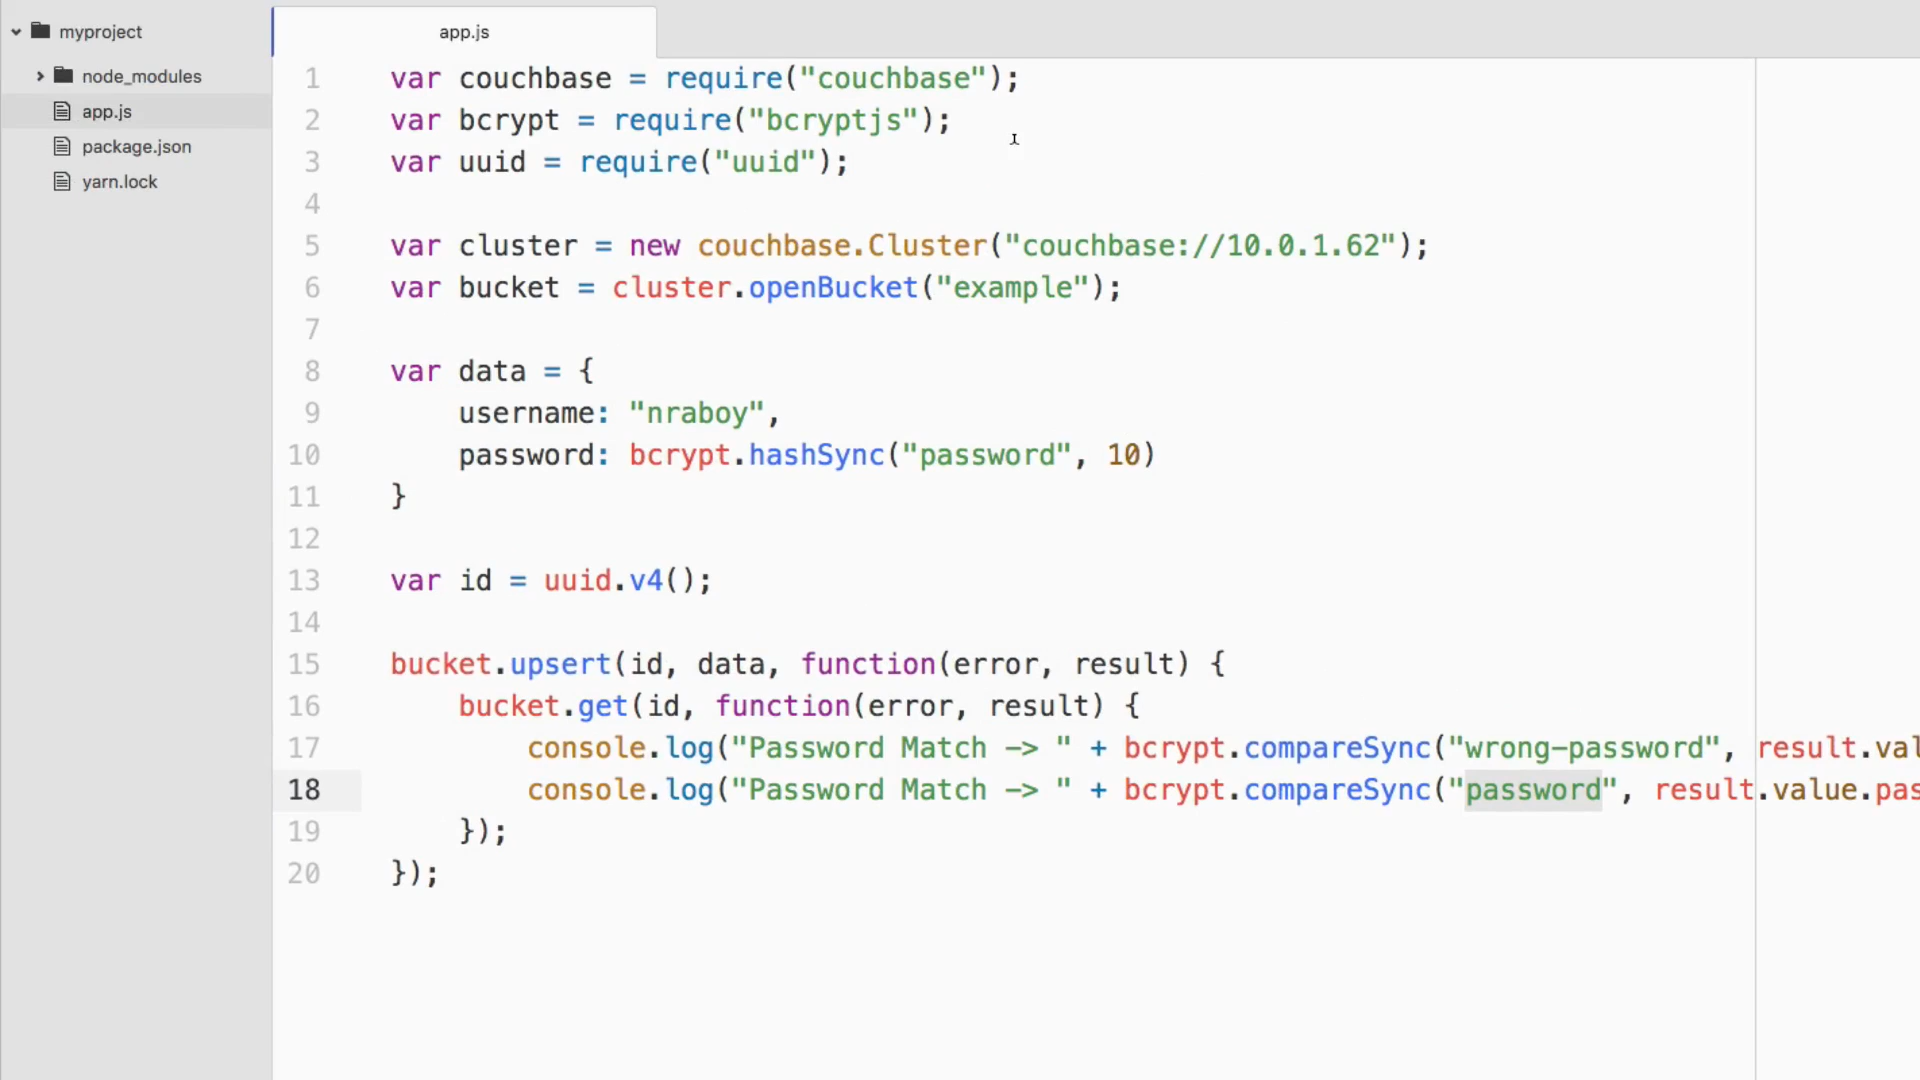 myproject
node_modules
app.js
package.json
yarn.lock
app.js
1 var couchbase = require("couchbase");
2 var bcrypt = require("bcryptjs");
3 var uuid = require("uuid");
4
5 var cluster = new couchbase.Cluster("couchbase://10.0.1.62");
6 var bucket = cluster.openBucket("example");
7
8 var data = {
9 username: "nraboy",
10 password: bcrypt.hashSync("password", 10)
11 }
12
13 var id = uuid.v4();
14
15 bucket.upsert(id, data, function(error, result) {
16 bucket.get(id, function(error, result) {
17 console.log("Password Match -> " + bcrypt.compareSync("wrong-password", result.val
18 console.log("Password Match -> " + bcrypt.compareSync("password", result.value.pas
19 });
20 });